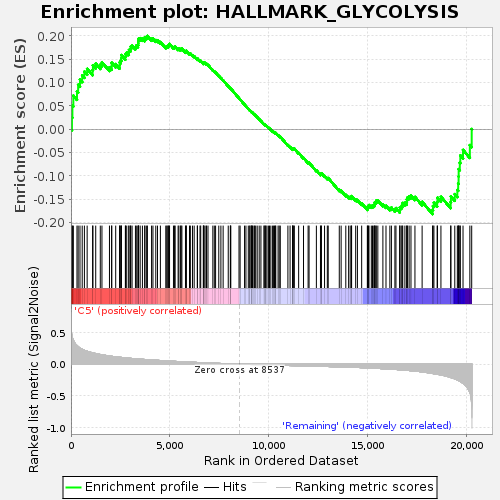 Enrichment plot: HALLMARK_GLYCOLYSIS
Enrichment score (ES)
0.20
0.15
0.10
0.05
0.00
-0.05
-0.10
-0.15
-0.20
'C5' (positively correlated)
Ranked list metric (Signal2Noise)
0.5
0.0
-0.5
-1.0
Zero cross at 8537
'Remaining' (negatively correlated)
0
5,000
10,000
15,000
20,000
Rank in Ordered Dataset
Enrichment profile
Hits
Ranking metric scores